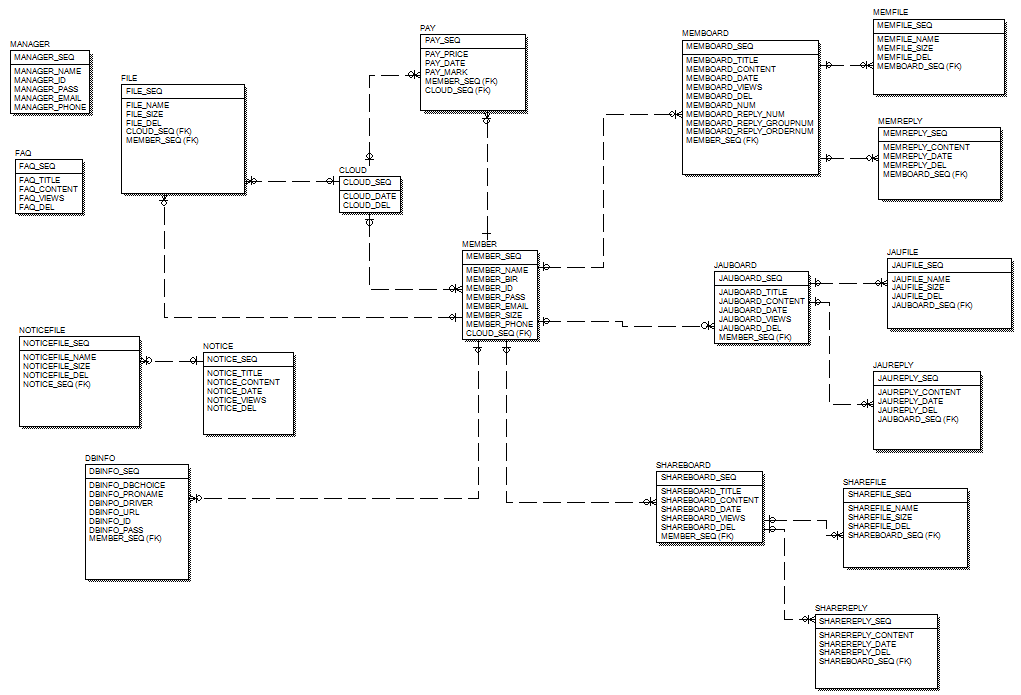 MANAGER
MANAGER_SEQ
MANAGER_NAME
MANAGER_ID
MANAGER_PASS
MANAGER_EMAIL
MANAGER_PHONE
FAQ
FAQ_SEQ
FAQ_TITLE
FAQ_CONTENT
FAQ_VIEWS
FAQ_DEL
FILE
FILE_SEQ
FILE_NAME
FILE_SIZE
FILE_DEL
CLOUD_SEQ (FK)
MEMBER_SEQ (FK)
PAY
PAY_SEQ
PAY_PRICE
PAY_DATE
PAY_MARK
MEMBER_SEQ (FK)
CLOUD_SEQ (FK)
CLOUD
CLOUD_SEQ
CLOUD_DATE
CLOUD_DEL
MEMBER
MEMBER_SEQ
MEMBER_NAME
MEMBER_BIR
MEMBER_ID
MEMBER_PASS
MEMBER_EMAIL
MEMBER_SIZE
MEMBER_PHONE
CLOUD_SEQ (FK)
MEMBOARD
MEMBOARD_SEQ
MEMBOARD_TITLE
MEMBOARD_CONTENT
MEMBOARD_DATE
MEMBOARD_VIEWS
MEMBOARD_DEL
MEMBOARD_NUM
MEMBOARD_REPLY_NUM
MEMBOARD_REPLY_GROUPNUM
MEMBOARD_REPLY_ORDERNUM
MEMBER_SEQ (FK)
MEMFILE
MEMFILE_SEQ
MEMFILE_NAME
MEMFILE_SIZE
MEMFILE_DEL
MEMBOARD_SEQ (FK)
MEMREPLY
MEMREPLY_SEQ
MEMREPLY_CONTENT
MEMREPLY_DATE
MEMREPLY_DEL
MEMBOARD_SEQ (FK)
JAUBOARD
JAUBOARD_SEQ
JAUBOARD_TITLE
JAUBOARD_CONTENT
JAUBOARD_DATE
JAUBOARD_VIEWS
JAUBOARD_DEL
MEMBER_SEQ (FK)
JAUFILE
JAUFILE_SEQ
JAUFILE_NAME
JAUFILE_SIZE
JAUFILE_DEL
JAUBOARD_SEQ (FK)
JAUREPLY
JAUREPLY_SEQ
JAUREPLY_CONTENT
JAUREPLY_DATE
JAUREPLY_DEL
JAUBOARD_SEQ (FK)
NOTICEFILE
NOTICEFILE_SEQ
NOTICEFILE_NAME
NOTICEFILE_SIZE
NOTICEFILE_DEL
NOTICE_SEQ (FK)
NOTICE
NOTICE_SEQ
NOTICE_TITLE
NOTICE_CONTENT
NOTICE_DATE
NOTICE_VIEWS
NOTICE_DEL
DBINFO
DBINFO_SEQ
DBINFO_DBCHOICE
DBINFO_PRONAME
DBINFO_DRIVER
DBINFO_URL
DBINFO_ID
DBINFO_PASS
MEMBER_SEQ (FK)
SHAREBOARD
SHAREBOARD_SEQ
SHAREBOARD_TITLE
SHAREBOARD_CONTENT
SHAREBOARD_DATE
SHAREBOARD_VIEWS
SHAREBOARD_DEL
MEMBER_SEQ (FK)
SHAREFILE
SHAREFILE_SEQ
SHAREFILE_NAME
SHAREFILE_SIZE
SHAREFILE_DEL
SHAREBOARD_SEQ (FK)
SHAREREPLY
SHAREREPLY_SEQ
SHAREREPLY_CONTENT
SHAREREPLY_DATE
SHAREREPLY_DEL
SHAREBOARD_SEQ (FK)